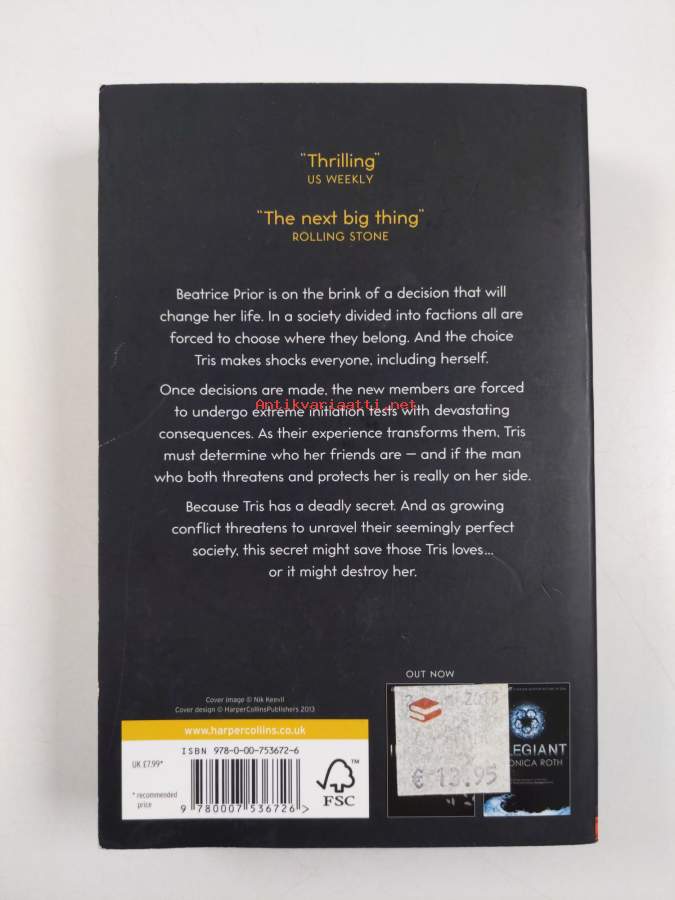 "Thrilling"
US WEEKLY
"The next big thing"
ROLLING STONE
Beatrice Prior is on the brink of a decision that will
change her life. In a society divided into factions all are
forced to choose where they belong. And the choice
Tris makes shocks everyone, including herself.
Once decisions are made, the new members are forced
Antikvariaatti.net
to undergo extreme initiation tests with devastating
consequences. As their experience transforms them, Tris
must determine who her friends are – and if the man
who both threatens and protects her is really on her side.
Because Tris has a deadly secret. And as growing
conflict threatens to unravel their seemingly perfect
society, this secret might save those Tris loves...
or it might destroy her.
OUT NOW
Cover image © Nik Keevil
Cover design © HarperCollinsPublishers 2013
www.harpercollins.co.uk
ISBN 978-0-00-753672-6
UK £7.99*
* recommended
price
9 780007 536726 >
FSC™
2015
€ 13.95
LEGIANT
ONICA ROTH